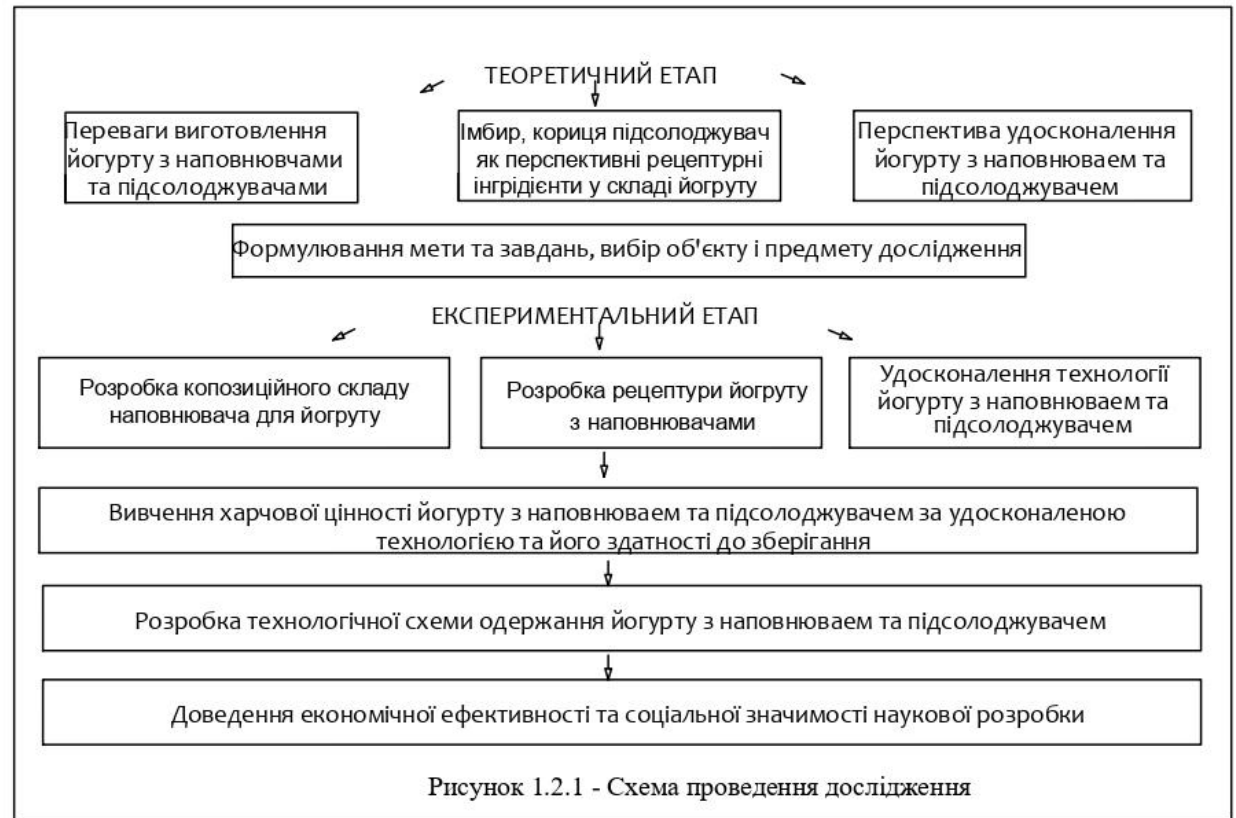 ТЕОРЕТИЧНИЙ ЕТАП
Переваги виготовлення
йогурту з наповнювчами
та підсолоджувачами
Імбир, кориця підсолоджувач
як перспективні рецептурні
інгрідієнти у складі йогруту
Перспектива удосконалення
йогурту з наповнюваем та
підсолоджувачем
Формулювання мети та завдань, вибір об'єкту і предмету дослідження
ЕКСПЕРИМЕНТАЛЬНИЙ ЕТАП
Розробка копозиційного складу
наповнювача для йогруту
Розробка рецептури йогруту
з наповнювачами
Удосконалення технології
йогурту з наповнюваем та
підсолоджувачем
Вивчення харчової цінності йогурту з наповнюваем та підсолоджувачем за удосконаленою
технологією та його здатності до зберігання
Розробка технологічної схеми одержання йогурту з наповнюваем та підсолоджувачем
Доведення економічної ефективності та соціальної значимості наукової розробки
Рисунок 1.2.1 - Схема проведення дослідження